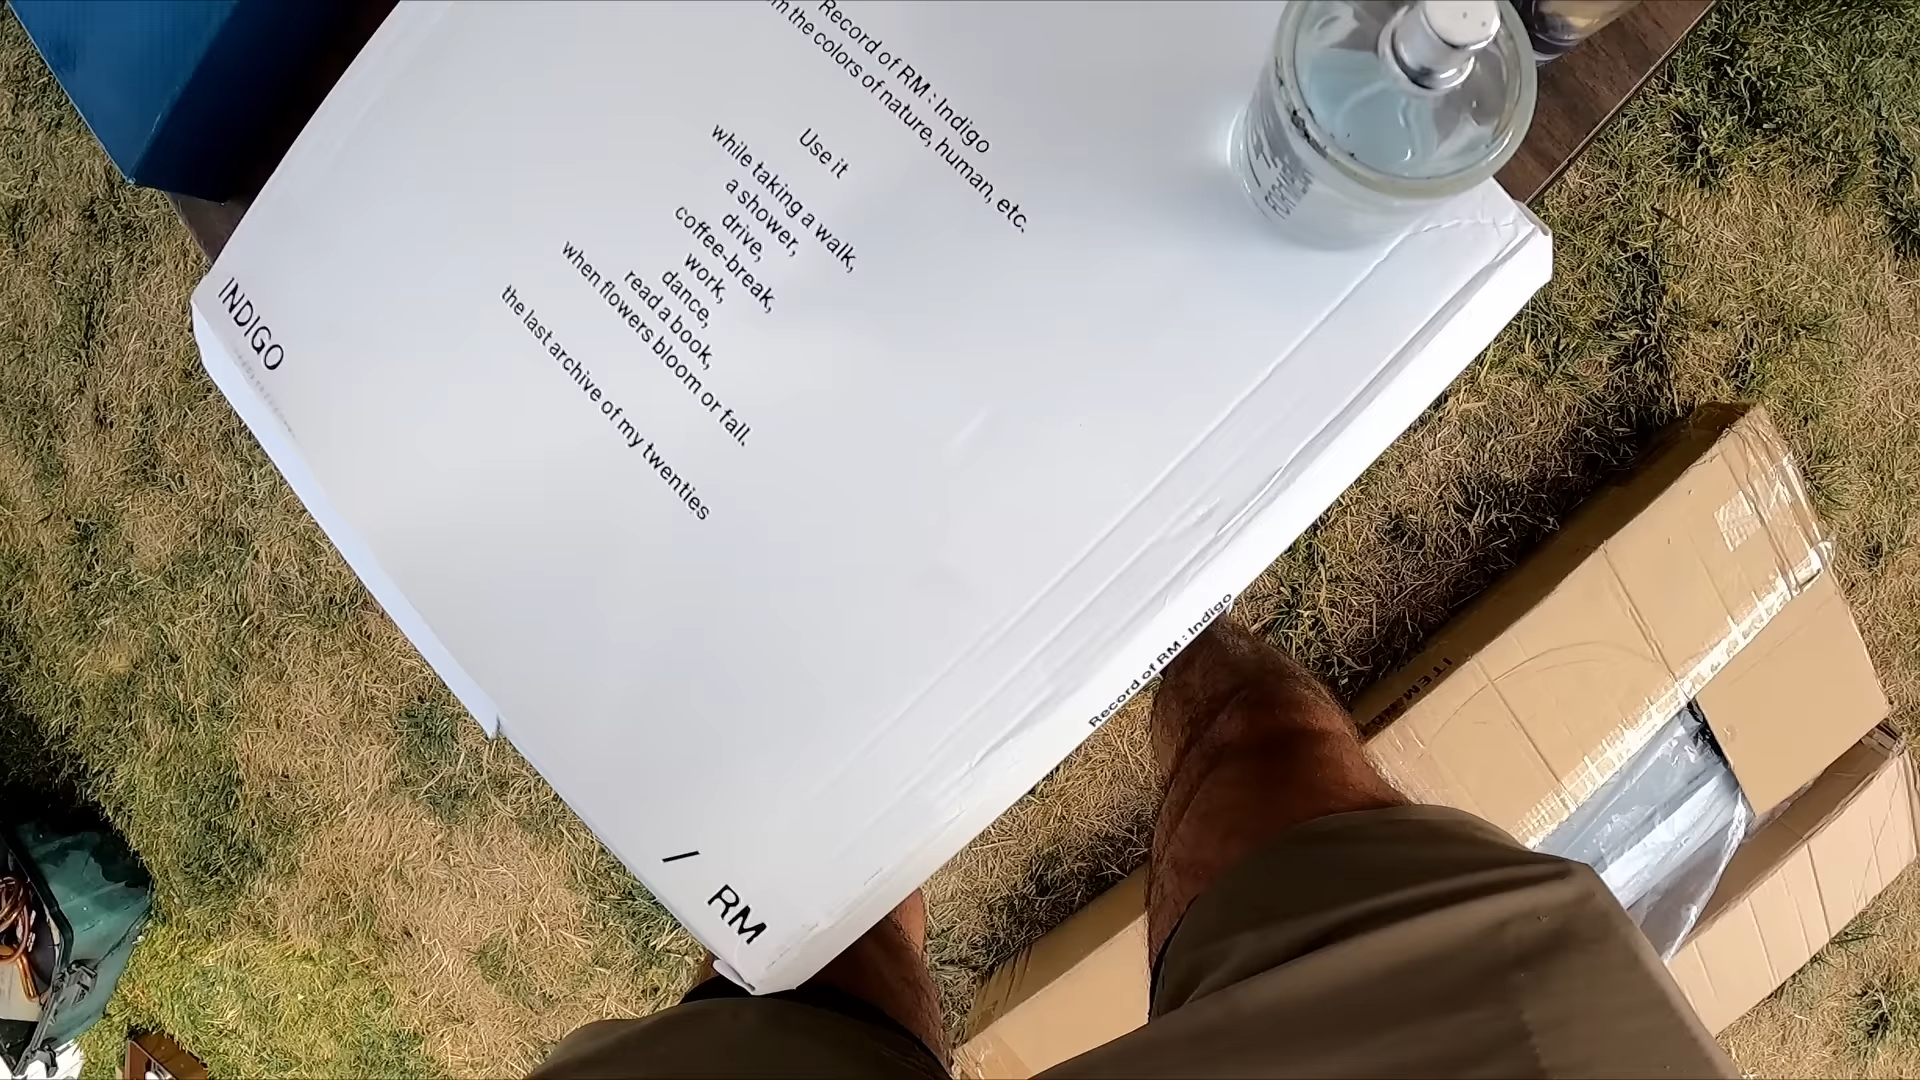 Record of RM : Indigo
the colors of nature, human, etc.
Use it
while taking a walk,
a shower,
drive,
coffee-break,
work,
dance,
read a book,
when flowers bloom or fall.
the last archive of my twenties
INDIGO
/
RM
Record of RM : Indigo
ITEM